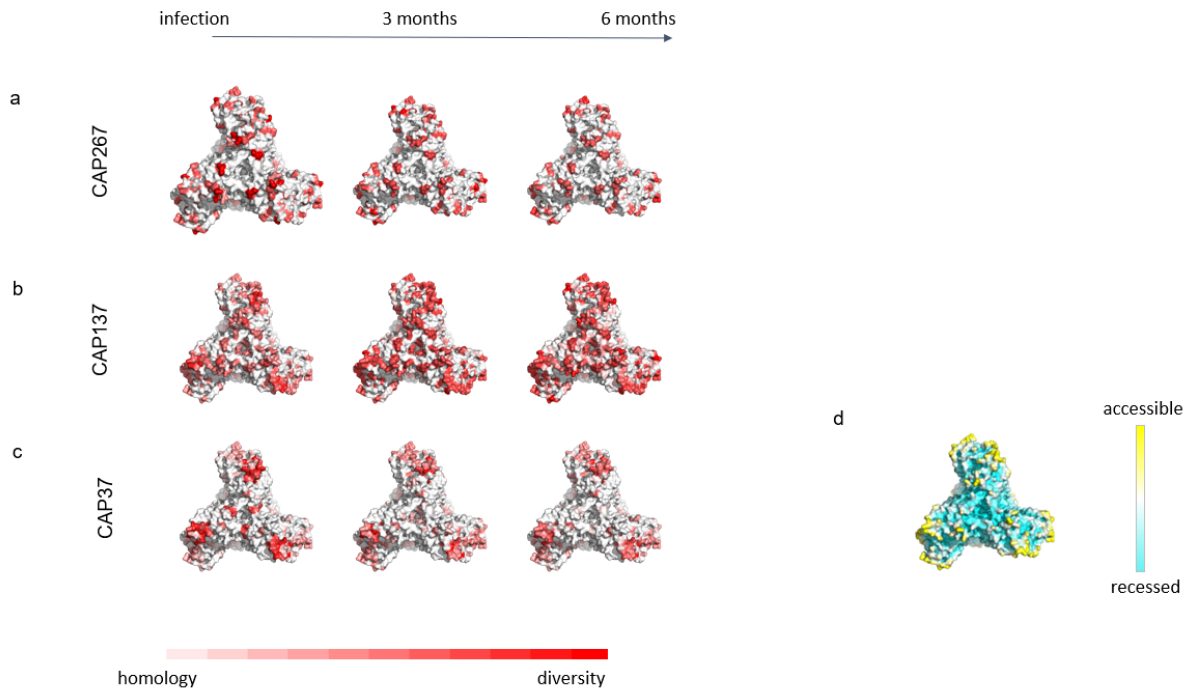 infection 3 months 6 months
a
CAP267
b
CAP137
c
CAP37
d
accessible
recessed
homology diversity